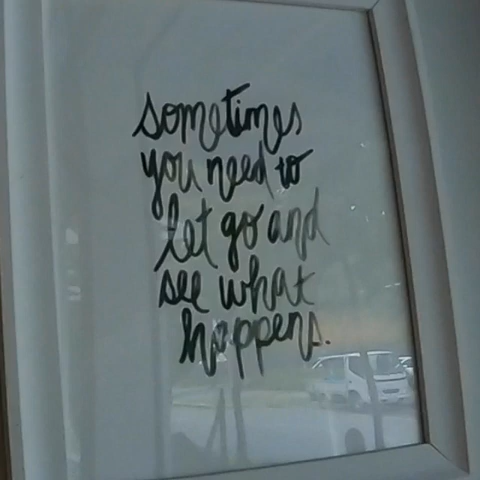 sometimes
you need to
let go and
see what
happens.